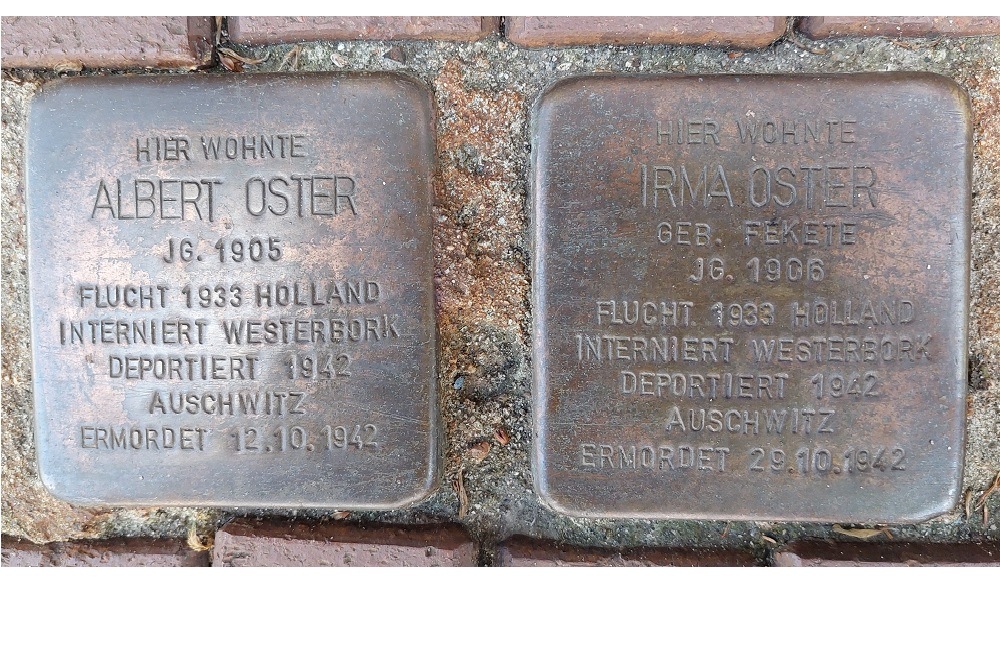 HIER WOHNTE
ALBERT OSTER
JG. 1905
FLUCHT 1933 HOLLAND
INTERNIERT WESTERBORK
DEPORTIERT 1942
AUSCHWITZ
ERMORDET 12.10.1942
HIER WOHNTE
IRMA OSTER
GEB. FEKETE
JG. 1906
FLUCHT 1933 HOLLAND
INTERNIERT WESTERBORK
DEPORTIERT 1942
AUSCHWITZ
ERMORDET 29.10.1942